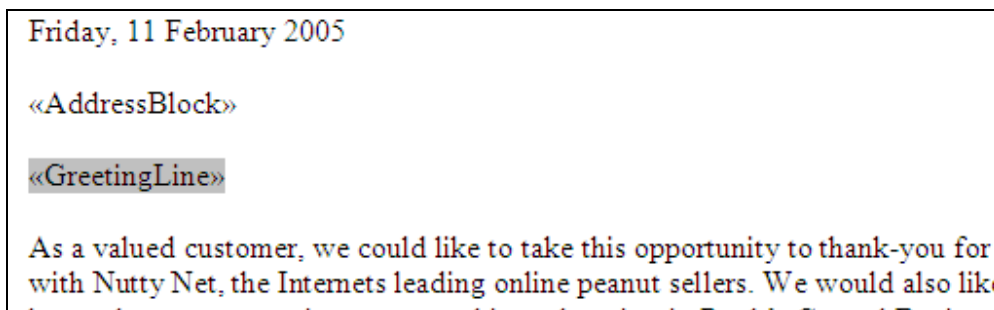 Friday, 11 February 2005
«AddressBlock»
«GreetingLine»
As a valued customer, we could like to take this opportunity to thank-you for
with Nutty Net, the Internets leading online peanut sellers. We would also like